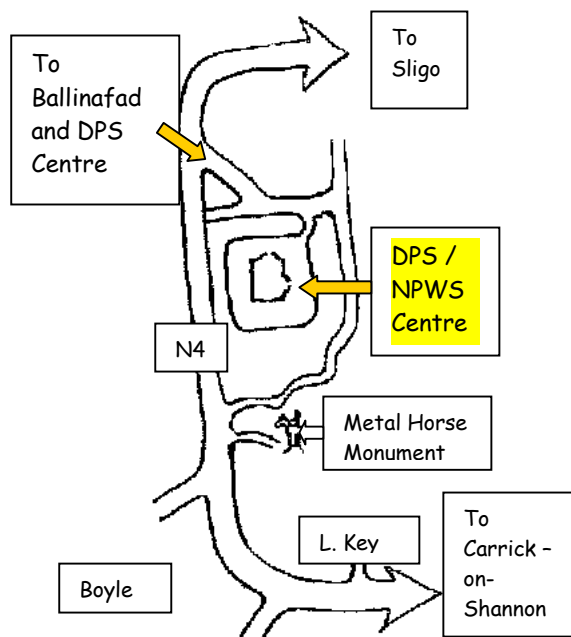 To
Ballinafad
and DPS
Centre
To
Sligo
DPS /
NPWS
Centre
N4
Metal Horse
Monument
L. Key
To
Carrick –
on-
Shannon
Boyle